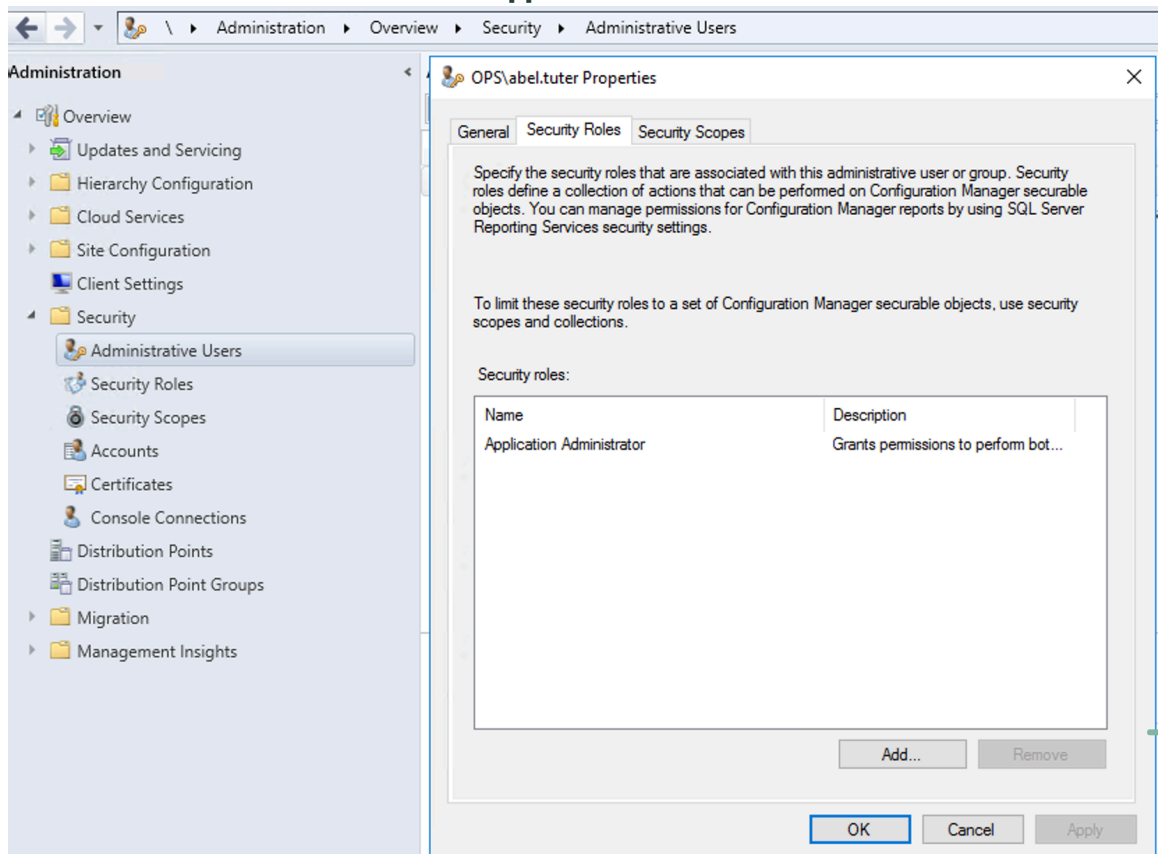 \ Administration Overview Security Administrative Users
Administration
Overview
Updates and Servicing
Hierarchy Configuration
Cloud Services
Site Configuration
Client Settings
Security
Administrative Users
Security Roles
Security Scopes
Accounts
Certificates
Console Connections
Distribution Points
Distribution Point Groups
Migration
Management Insights
OPS\abel.tuter Properties
General Security Roles Security Scopes
Specify the security roles that are associated with this administrative user or group. Security
roles define a collection of actions that can be performed on Configuration Manager securable
objects. You can manage permissions for Configuration Manager reports by using SQL Server
Reporting Services security settings.
To limit these security roles to a set of Configuration Manager securable objects, use security
scopes and collections.
Security roles:
Name Description
Application Administrator Grants permissions to perform bot...
Add... Remove
OK Cancel Apply